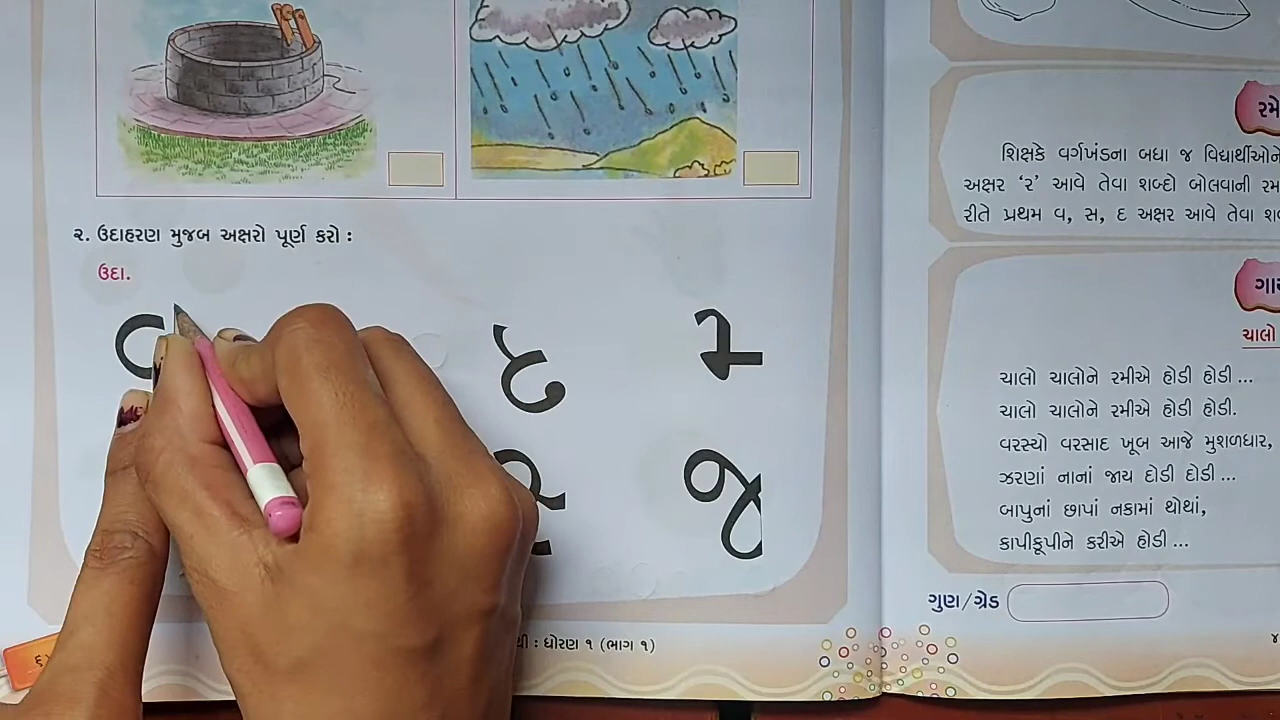 ૨. ઉદાહરણ મુજબ અક્ષરો પૂર્ણ કરો :
ઉદા.
ધોરણ ૧ (ભાગ ૧)
શિક્ષકે વર્ગખંડના બધા જ વિદ્યાર્થીઓને
અક્ષર ‘ર’ આવે તેવા શબ્દો બોલવાની
રીતે પ્રથમ વ, સ, દ અક્ષર આવે તેવા
ચાલો
ચાલો ચાલોને રમીએ હોડી હોડી...
ચાલો ચાલોને રમીએ હોડી હોડી.
વરસ્યો વરસાદ ખૂબ આજે મુશળધાર,
ઝરણાં નાનાં જાય દોડી દોડી...
બાપુનાં છાપાં નકામાં થોથાં,
કાપીકૂપીને કરીએ હોડી...
ગુણ/ગ્રેડ